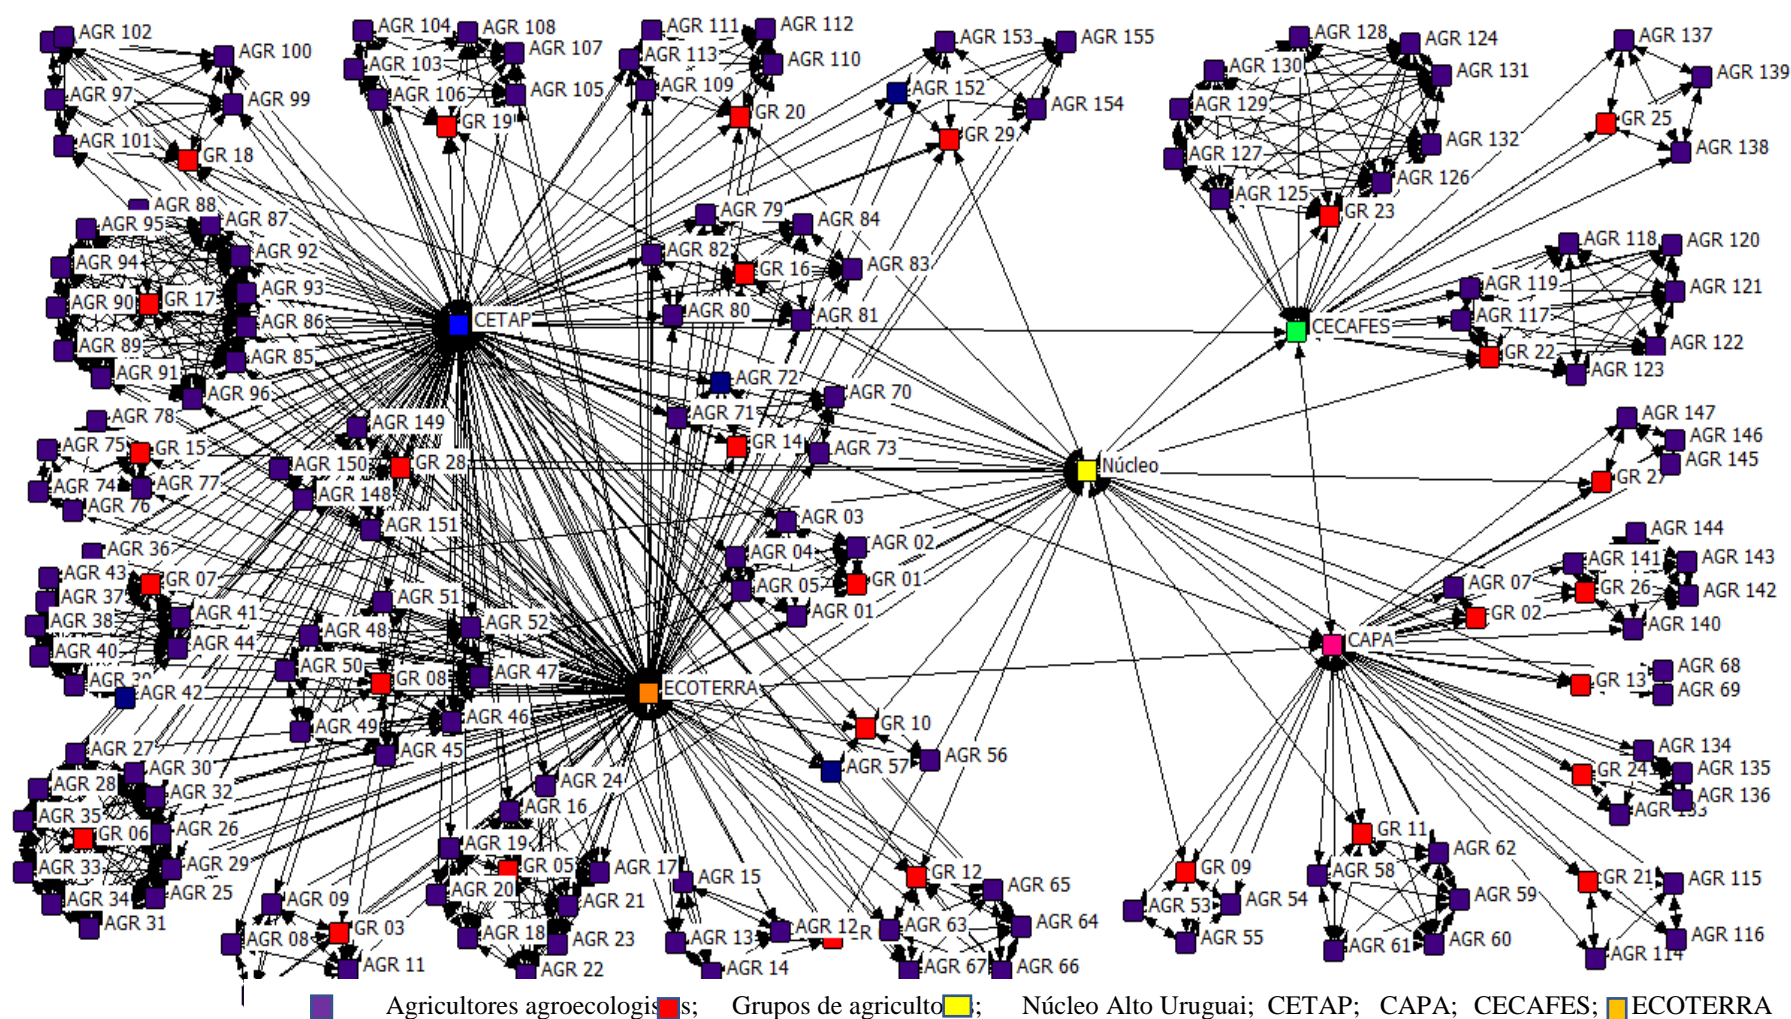 AGR 102
AGR 100
AGR 97
AGR 99
AGR 101
GR 18
AGR 104
AGR 108
AGR 107
AGR 103
AGR 106
AGR 105
GR 19
AGR 111
AGR 112
AGR 113
AGR 110
AGR 109
GR 20
AGR 153
AGR 155
AGR 152
AGR 154
GR 29
AGR 128
AGR 124
AGR 130
AGR 131
AGR 129
AGR 132
AGR 127
AGR 126
AGR 125
GR 23
AGR 137
AGR 139
GR 25
AGR 138
AGR 88
AGR 95
AGR 87
AGR 94
AGR 92
AGR 90
GR 17
AGR 93
AGR 86
AGR 89
AGR 85
AGR 91
AGR 96
CETAP
AGR 79
AGR 84
AGR 82
GR 16
AGR 83
AGR 80
AGR 81
CECAFES
AGR 118
AGR 120
AGR 119
AGR 121
AGR 117
GR 22
AGR 122
AGR 123
AGR 78
AGR 75
GR 15
AGR 74
AGR 77
AGR 76
AGR 149
AGR 150
GR 28
AGR 148
AGR 151
AGR 72
AGR 70
AGR 71
GR 14
AGR 73
Núcleo
AGR 147
AGR 146
AGR 145
GR 27
AGR 03
AGR 04
AGR 02
AGR 05
GR 01
AGR 01
AGR 36
AGR 43
GR 07
AGR 37
AGR 41
AGR 38
AGR 44
AGR 40
AGR 39
AGR 42
AGR 51
AGR 48
AGR 52
AGR 50
GR 08
AGR 47
AGR 49
AGR 46
AGR 45
ECOTERRA
CAPA
AGR 144
AGR 141
AGR 143
AGR 07
GR 26
AGR 142
GR 02
AGR 140
GR 13
AGR 68
AGR 69
GR 10
AGR 57
AGR 56
AGR 134
GR 24
AGR 135
AGR 136
AGR 133
AGR 27
AGR 28
AGR 30
AGR 32
AGR 35
GR 06
AGR 26
AGR 33
AGR 29
AGR 34
AGR 25
AGR 31
AGR 24
AGR 16
AGR 19
GR 05
AGR 17
AGR 20
AGR 21
AGR 18
AGR 23
AGR 22
AGR 09
AGR 08
GR 03
AGR 11
AGR 15
AGR 13
AGR 12
AGR 14
GR 12
AGR 65
AGR 63
AGR 64
AGR 67
AGR 66
GR 09
AGR 53
AGR 54
AGR 55
GR 11
AGR 62
AGR 58
AGR 59
AGR 61
AGR 60
GR 21
AGR 115
AGR 116
AGR 114
Agricultores agroecologistas; Grupos de agricultores; Núcleo Alto Uruguai; CETAP; CAPA; CECAFES; ECOTERRA